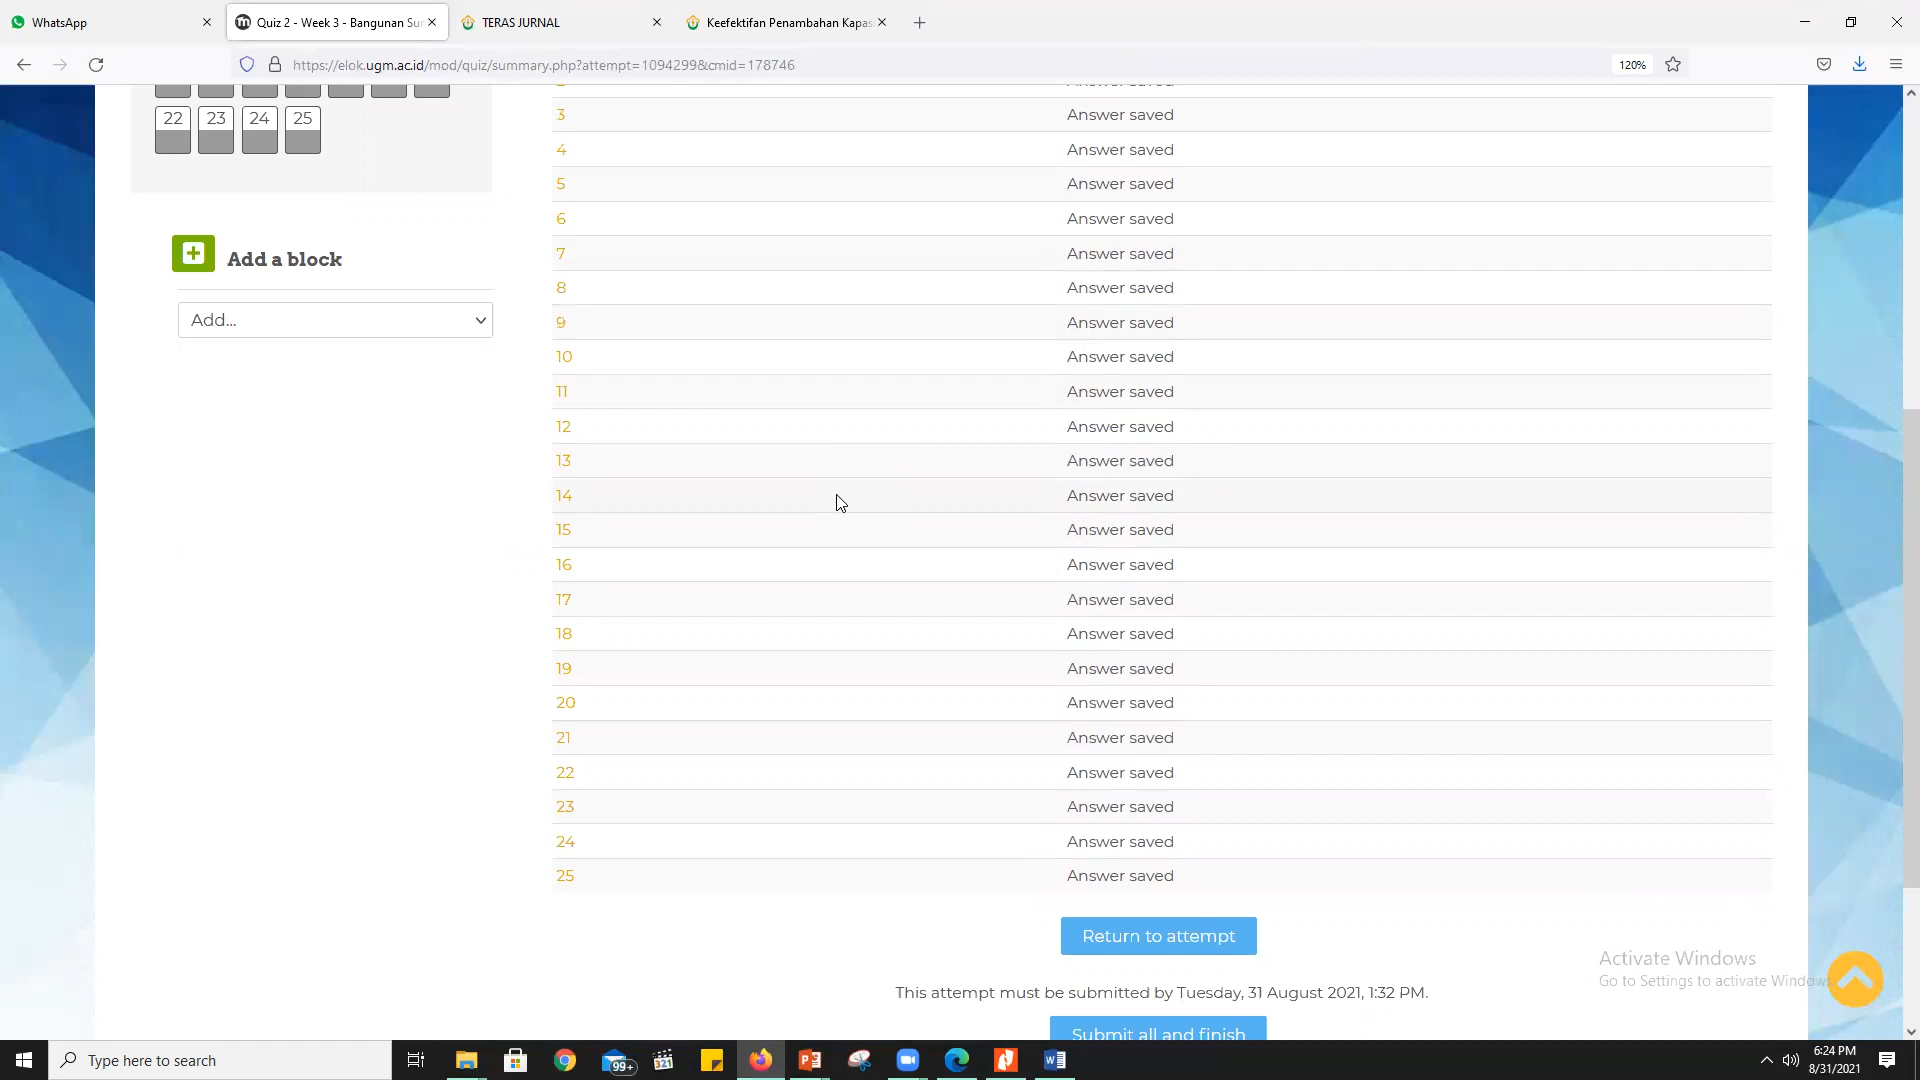 WhatsApp
Quiz 2 - Week 3 - Bangunan Su
TERAS JURNAL
Keefektifan Penambahan Kapas
https://elok.ugm.ac.id/mod/quiz/summary.php?attempt=1094299&cmid=178746
120%
22 23 24 25
Add a block
Add...
3 Answer saved
4 Answer saved
5 Answer saved
6 Answer saved
7 Answer saved
8 Answer saved
9 Answer saved
10 Answer saved
11 Answer saved
12 Answer saved
13 Answer saved
14 Answer saved
15 Answer saved
16 Answer saved
17 Answer saved
18 Answer saved
19 Answer saved
20 Answer saved
21 Answer saved
22 Answer saved
23 Answer saved
24 Answer saved
25 Answer saved
Return to attempt
This attempt must be submitted by Tuesday, 31 August 2021, 1:32 PM.
Submit all and finish
Activate Windows
Go to Settings to activate Windows.
Type here to search
99+
321
6:24 PM
8/31/2021